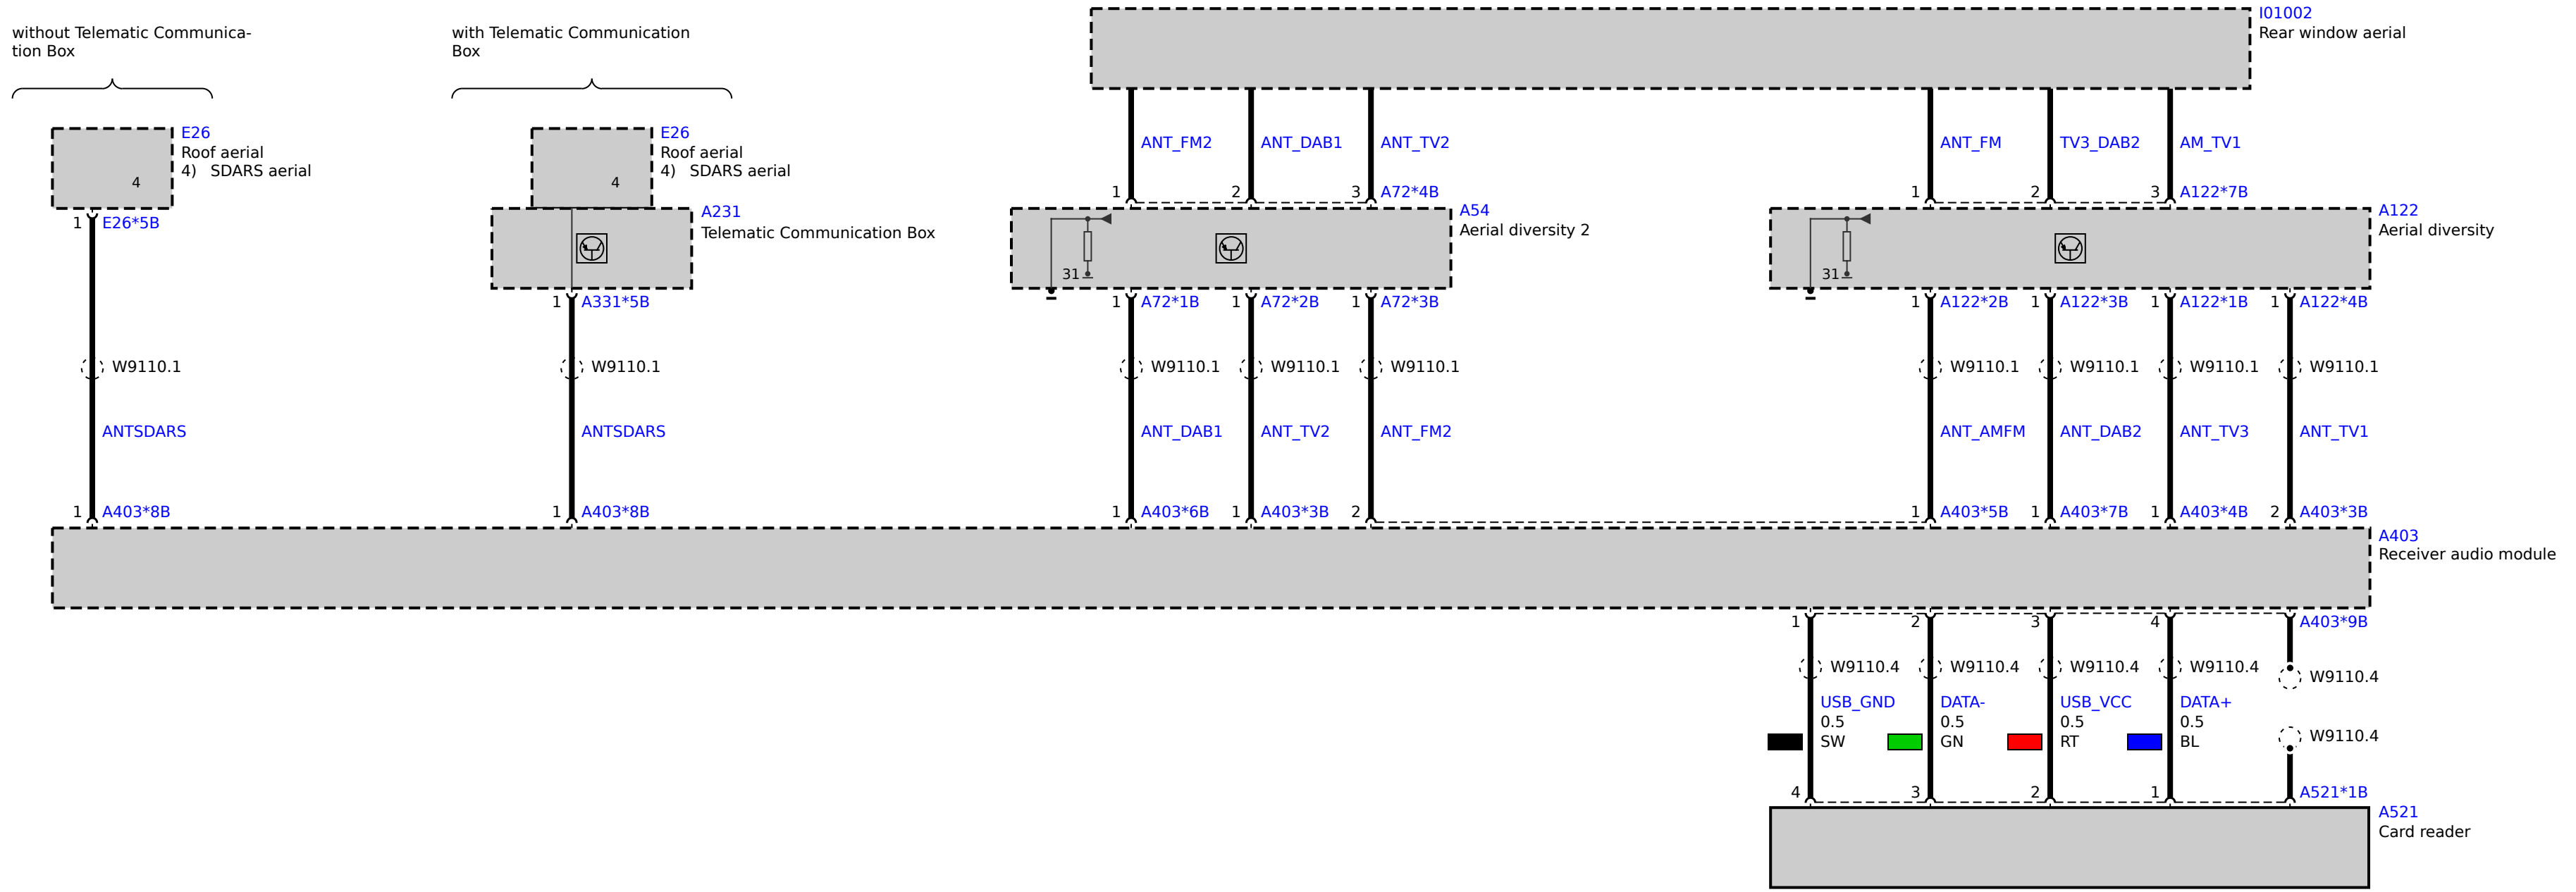 without Telematic Communica-
tion Box
with Telematic Communication
Box
I01002
Rear window aerial
E26
Roof aerial
4) SDARS aerial
4
E26
Roof aerial
4) SDARS aerial
4
ANT_FM2
ANT_DAB1
ANT_TV2
ANT_FM
TV3_DAB2
AM_TV1
1 2 3 A72*4B
1 2 3 A122*7B
1 E26*5B
A231
Telematic Communication Box
A54
Aerial diversity 2
31
A122
Aerial diversity
31
1 A331*5B
1 A72*1B
1 A72*2B
1 A72*3B
1 A122*2B
1 A122*3B
1 A122*1B
1 A122*4B
W9110.1
W9110.1
W9110.1
W9110.1
W9110.1
W9110.1
W9110.1
W9110.1
W9110.1
ANTSDARS
ANTSDARS
ANT_DAB1
ANT_TV2
ANT_FM2
ANT_AMFM
ANT_DAB2
ANT_TV3
ANT_TV1
1 A403*8B
1 A403*8B
1 A403*6B
1 A403*3B
2
1 A403*5B
1 A403*7B
1 A403*4B
2 A403*3B
A403
Receiver audio module
1 2 3 4 A403*9B
W9110.4
W9110.4
W9110.4
W9110.4
W9110.4
USB_GND
0.5
SW
DATA-
0.5
GN
USB_VCC
0.5
RT
DATA+
0.5
BL
W9110.4
4 3 2 1 A521*1B
A521
Card reader